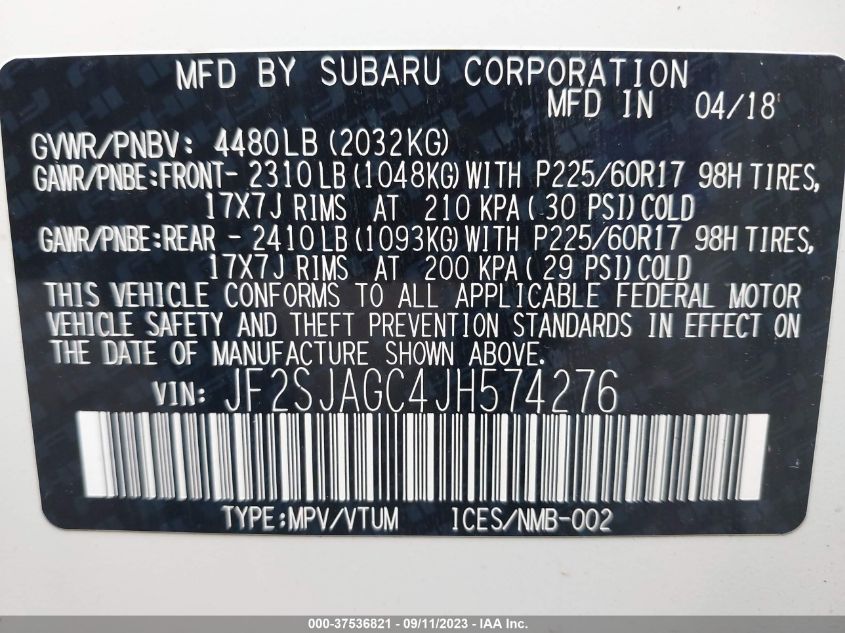 MFD BY SUBARU CORPORATION
MFD IN 04/18
GVWR/PNBV: 4480LB (2032KG)
GAWR/PNBE:FRONT- 2310 LB (1048KG) WITH P225/60R17 98H TIRES,
17X7J RIMS AT 210 KPA ( 30 PSI) COLD
GAWR/PNBE:REAR - 2410 LB (1093KG) WITH P225/60R17 98H TIRES,
17X7J RIMS AT 200 KPA ( 29 PSI) COLD
THIS VEHICLE CONFORMS TO ALL APPLICABLE FEDERAL MOTOR
VEHICLE SAFETY AND THEFT PREVENTION STANDARDS IN EFFECT ON
THE DATE OF MANUFACTURE SHOWN ABOVE.
VIN: JF2SJAGC4JH574276
TYPE:MPV/VTUM ICES/NMB-002
000-37536821 - 09/11/2023 - IAA Inc.